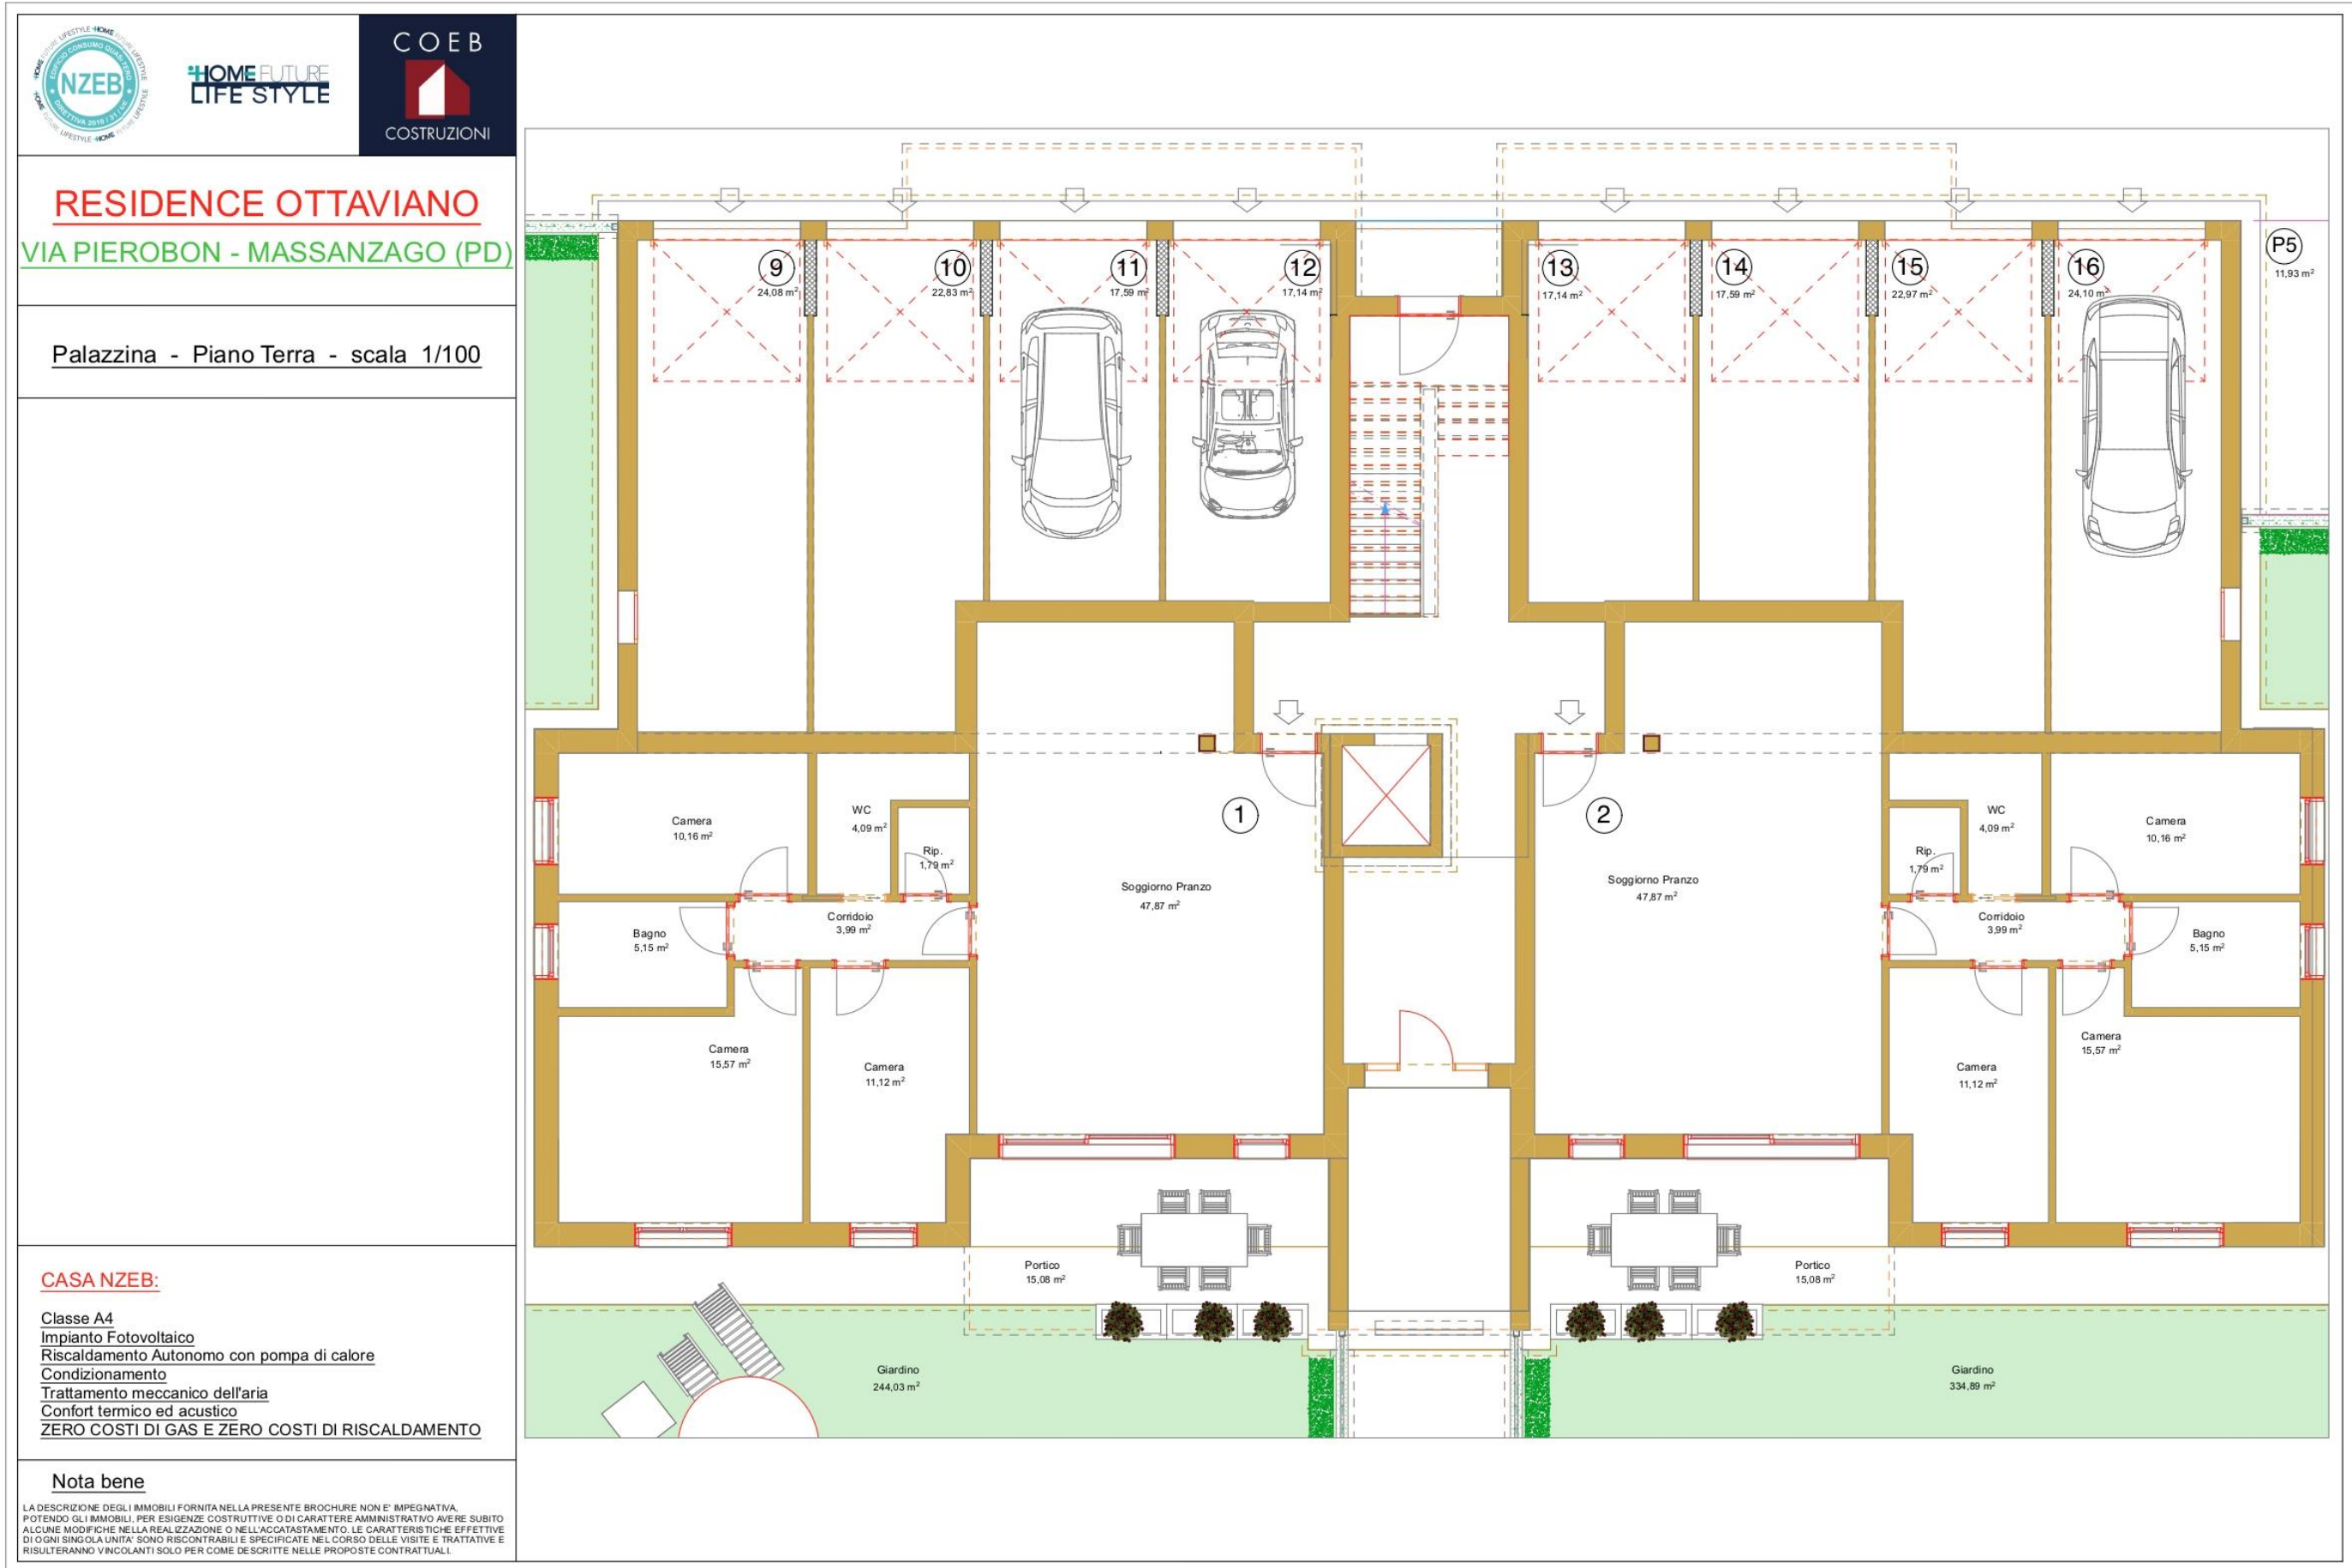 HOME FUTURE LIFESTYLE
EDIFICIO CONSUMO QUASI ZERO
NZEB
DIRETTIVA 2010 / 31 / UE
HOME FUTURE
LIFE STYLE
COEB
COSTRUZIONI
RESIDENCE OTTAVIANO
VIA PIEROBON - MASSANZAGO (PD)
Palazzina - Piano Terra - scala 1/100
9
24,08 m²
10
22,83 m²
11
17,59 m²
12
17,14 m²
13
17,14 m²
14
17,59 m²
15
22,97 m²
16
24,10 m²
P5
11,93 m²
1
2
Camera
10,16 m²
WC
4,09 m²
Rip.
1,79 m²
Soggiorno Pranzo
47,87 m²
Corridoio
3,99 m²
Bagno
5,15 m²
Camera
15,57 m²
Camera
11,12 m²
Soggiorno Pranzo
47,87 m²
WC
4,09 m²
Rip.
1,79 m²
Camera
10,16 m²
Corridoio
3,99 m²
Bagno
5,15 m²
Camera
11,12 m²
Camera
15,57 m²
Portico
15,08 m²
Portico
15,08 m²
Giardino
244,03 m²
Giardino
334,89 m²
CASA NZEB:
Classe A4
Impianto Fotovoltaico
Riscaldamento Autonomo con pompa di calore
Condizionamento
Trattamento meccanico dell'aria
Confort termico ed acustico
ZERO COSTI DI GAS E ZERO COSTI DI RISCALDAMENTO
Nota bene
LA DESCRIZIONE DEGLI IMMOBILI FORNITA NELLA PRESENTE BROCHURE NON E' IMPEGNATIVA,
POTENDO GLI IMMOBILI, PER ESIGENZE COSTRUTTIVE O DI CARATTERE AMMINISTRATIVO AVERE SUBITO
ALCUNE MODIFICHE NELLA REALIZZAZIONE O NELL'ACCATASTAMENTO. LE CARATTERISTICHE EFFETTIVE
DI OGNI SINGOLA UNITA' SONO RISCONTRABILI E SPECIFICATE NEL CORSO DELLE VISITE E TRATTATIVE E
RISULTERANNO VINCOLANTI SOLO PER COME DESCRITTE NELLE PROPOSTE CONTRATTUALI.